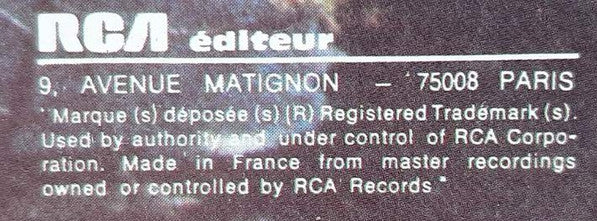 RCA éditeur
9, AVENUE MATIGNON – 75008 PARIS
"Marque (s) déposée (s) (R) Registered Trademark (s).
Used by authority and under control of RCA Corpo-
ration. Made in France from master recordings
owned or controlled by RCA Records"